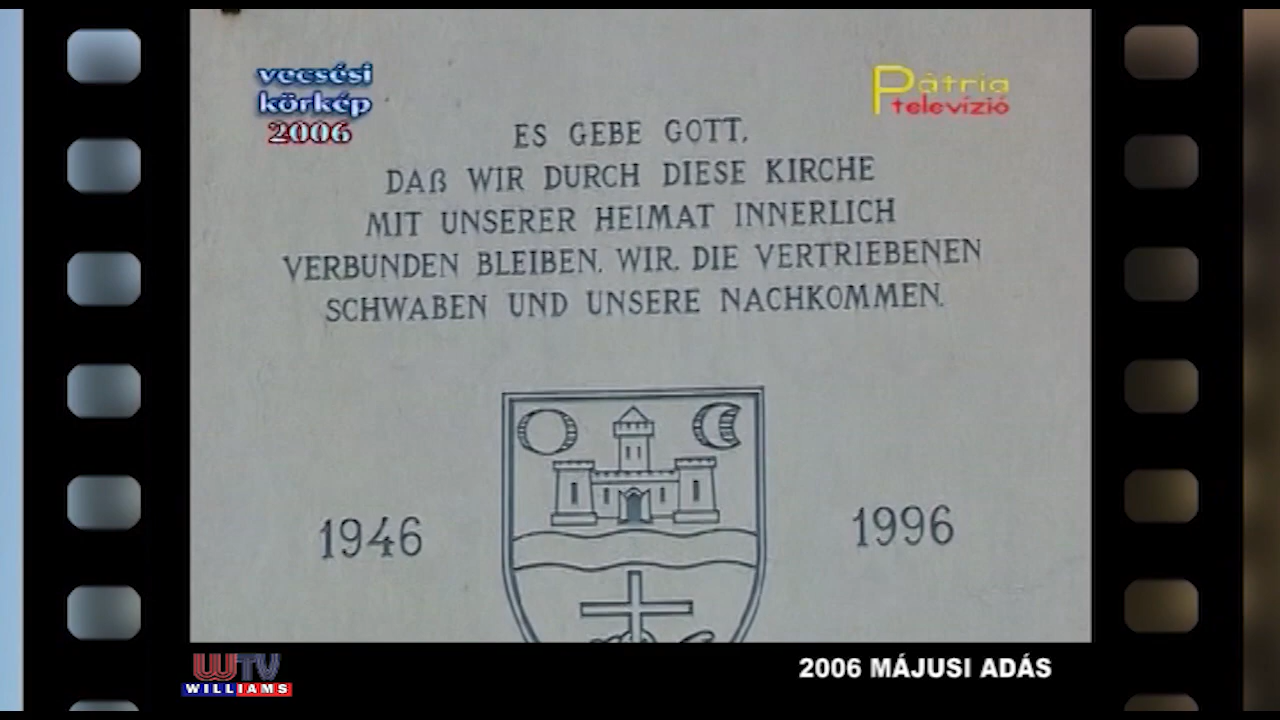 vecsési
körkép
2006
Pátria
televízió
ES GEBE GOTT,
DAß WIR DURCH DIESE KIRCHE
MIT UNSERER HEIMAT INNERLICH
VERBUNDEN BLEIBEN. WIR. DIE VERTRIEBENEN
SCHWABEN UND UNSERE NACHKOMMEN.
1946
1996
WTV
WILLIAMS
2006 MÁJUSI ADÁS